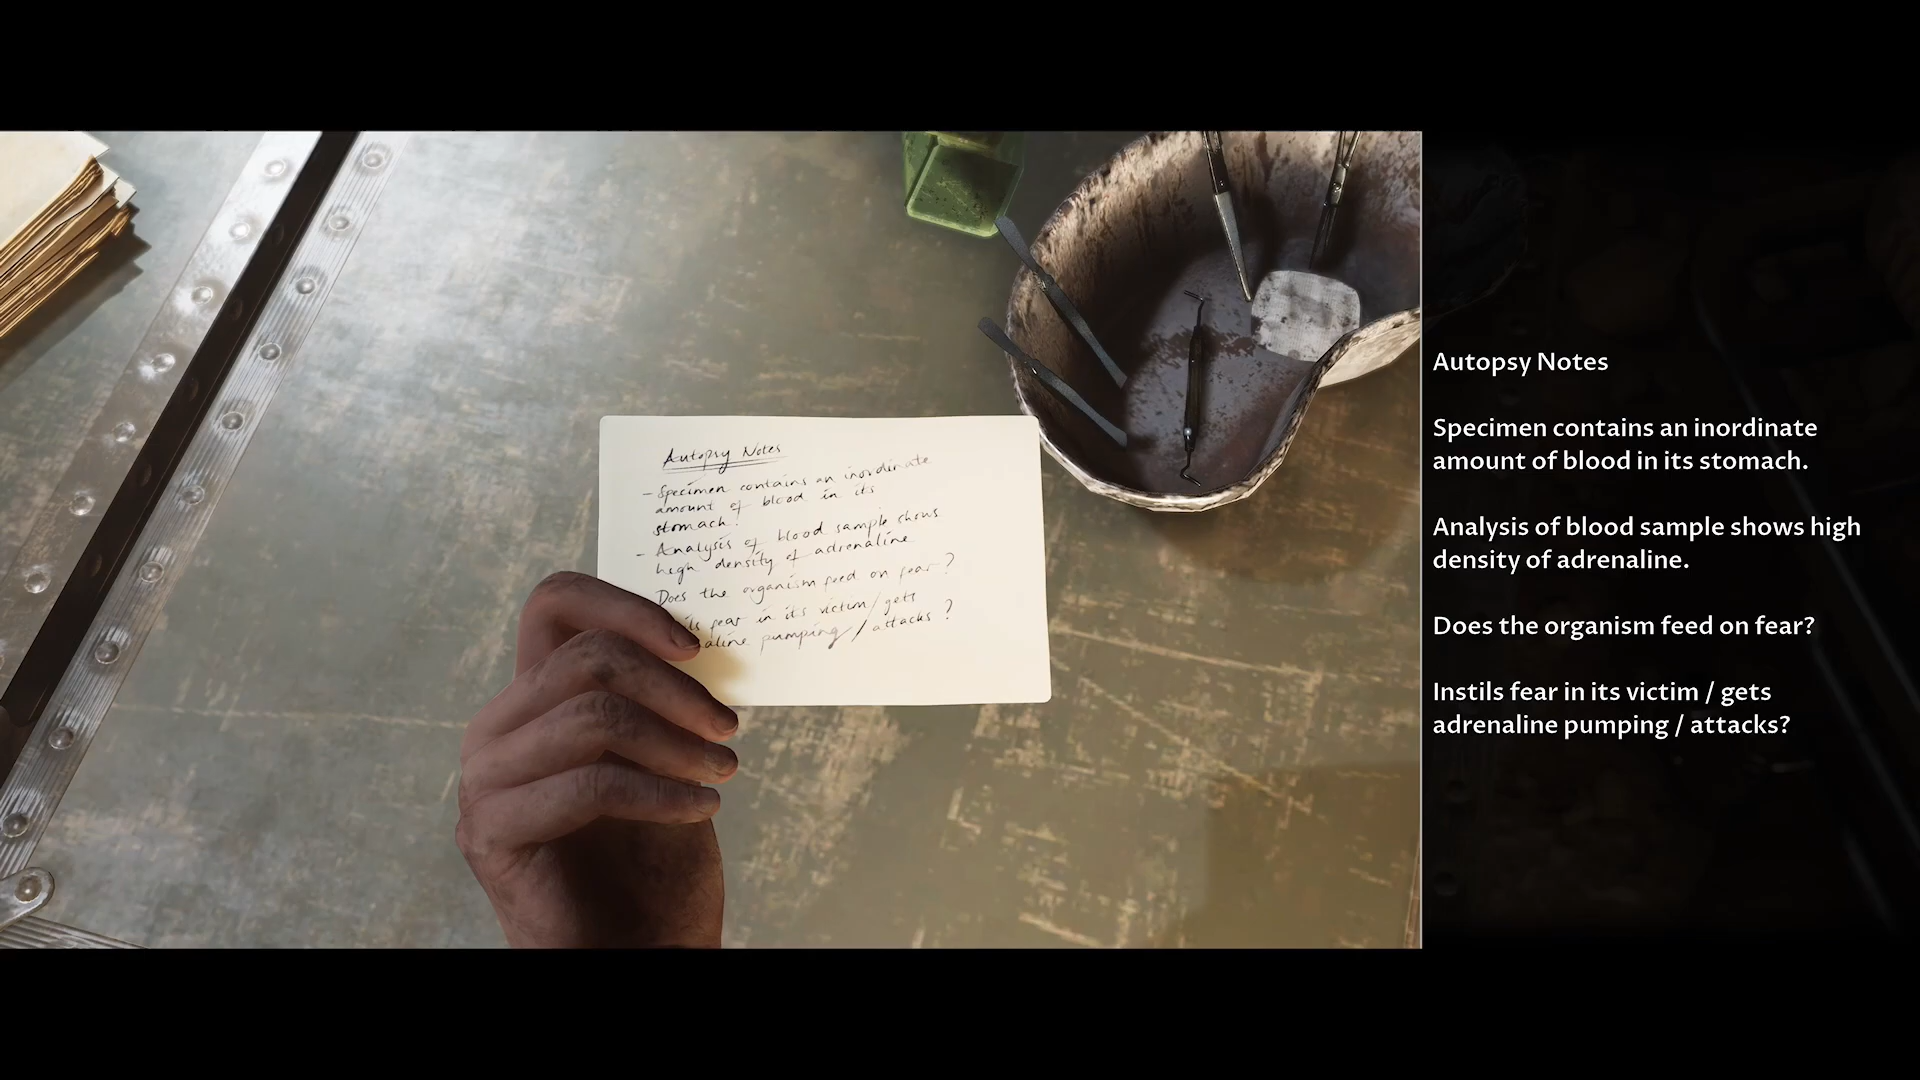 Autopsy Notes
- Specimen contains an inordinate
amount of blood in its
stomach.
- Analysis of blood sample shows
high density of adrenaline
Does the organism feed on fear?
ils fear in its victim/gets
aline pumping / attacks?
Autopsy Notes
Specimen contains an inordinate
amount of blood in its stomach.
Analysis of blood sample shows high
density of adrenaline.
Does the organism feed on fear?
Instils fear in its victim / gets
adrenaline pumping / attacks?